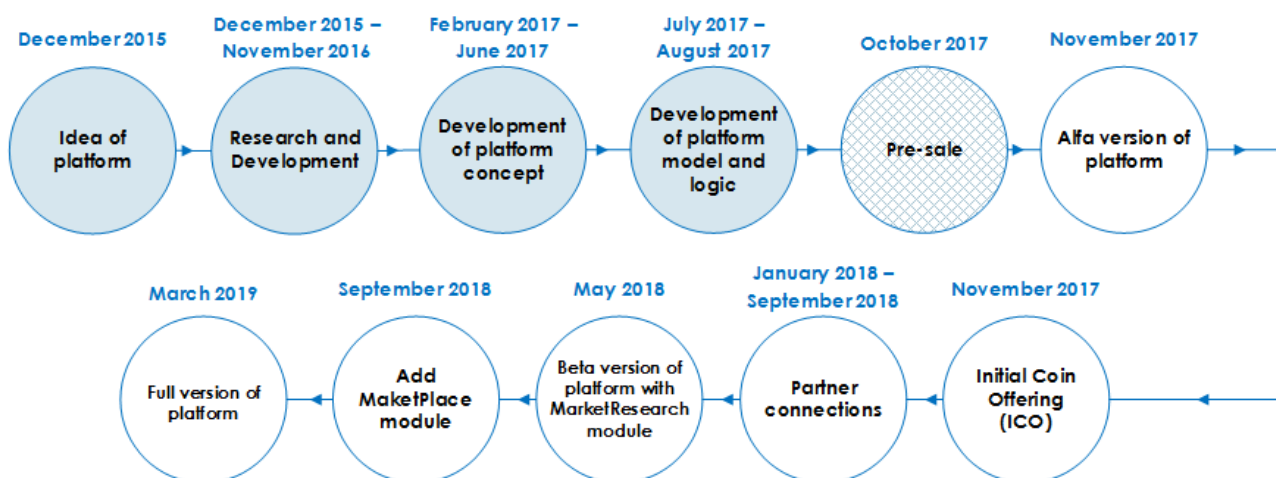 December 2015
Idea of
platform
December 2015 –
November 2016
Research and
Development
February 2017 –
June 2017
Development
of platform
concept
July 2017 –
August 2017
Development
of platform
model and
logic
October 2017
Pre-sale
November 2017
Alfa version of
platform
November 2017
Initial Coin
Offering
(ICO)
January 2018 –
September 2018
Partner
connections
May 2018
Beta version of
platform with
MarketResearch
module
September 2018
Add
MaketPlace
module
March 2019
Full version of
platform